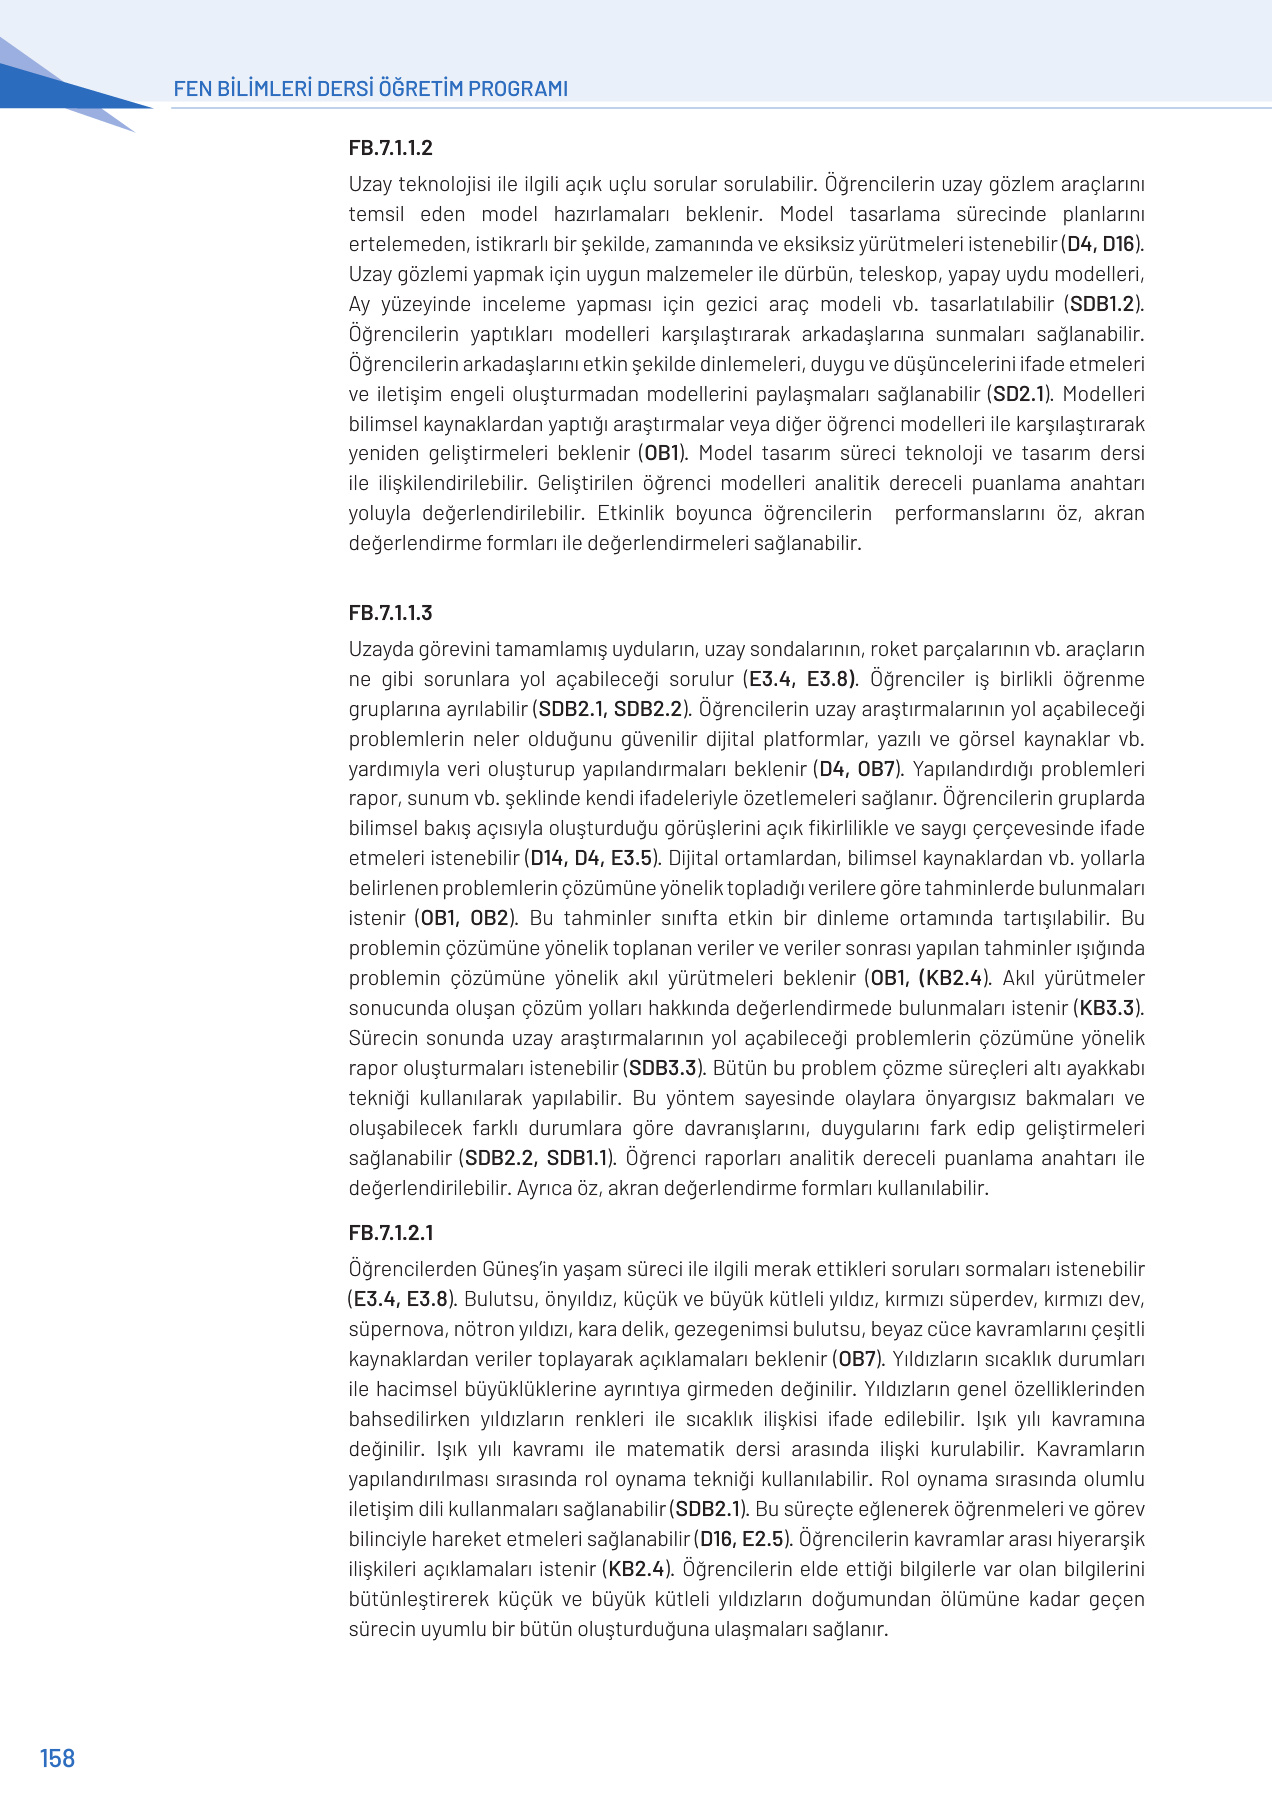 FEN BİLİMLERİ DERSİ ÖĞRETİM PROGRAMI
FB.7.1.1.2
Uzay teknolojisi ile ilgili açık uçlu sorular sorulabilir. Öğrencilerin uzay gözlem araçlarını
temsil eden model hazırlamaları beklenir. Model tasarlama sürecinde planlarını
ertelemeden, istikrarlı bir şekilde, zamanında ve eksiksiz yürütmeleri istenebilir (D4, D16).
Uzay gözlemi yapmak için uygun malzemeler ile dürbün, teleskop, yapay uydu modelleri,
Ay yüzeyinde inceleme yapması için gezici araç modeli vb. tasarlatılabilir (SDB1.2).
Öğrencilerin yaptıkları modelleri karşılaştırarak arkadaşlarına sunmaları sağlanabilir.
Öğrencilerin arkadaşlarını etkin şekilde dinlemeleri, duygu ve düşüncelerini ifade etmeleri
ve iletişim engeli oluşturmadan modellerini paylaşmaları sağlanabilir (SD2.1). Modelleri
bilimsel kaynaklardan yaptığı araştırmalar veya diğer öğrenci modelleri ile karşılaştırarak
yeniden geliştirmeleri beklenir (OB1). Model tasarım süreci teknoloji ve tasarım dersi
ile ilişkilendirilebilir. Geliştirilen öğrenci modelleri analitik dereceli puanlama anahtarı
yoluyla değerlendirilebilir. Etkinlik boyunca öğrencilerin performanslarını öz, akran
değerlendirme formları ile değerlendirmeleri sağlanabilir.
FB.7.1.1.3
Uzayda görevini tamamlamış uyduların, uzay sondalarının, roket parçalarının vb. araçların
ne gibi sorunlara yol açabileceği sorulur (E3.4, E3.8). Öğrenciler iş birlikli öğrenme
gruplarına ayrılabilir (SDB2.1, SDB2.2). Öğrencilerin uzay araştırmalarının yol açabileceği
problemlerin neler olduğunu güvenilir dijital platformlar, yazılı ve görsel kaynaklar vb.
yardımıyla veri oluşturup yapılandırmaları beklenir (D4, OB7). Yapılandırdığı problemleri
rapor, sunum vb. şeklinde kendi ifadeleriyle özetlemeleri sağlanır. Öğrencilerin gruplarda
bilimsel bakış açısıyla oluşturduğu görüşlerini açık fikirlilikle ve saygı çerçevesinde ifade
etmeleri istenebilir (D14, D4, E3.5). Dijital ortamlardan, bilimsel kaynaklardan vb. yollarla
belirlenen problemlerin çözümüne yönelik topladığı verilere göre tahminlerde bulunmaları
istenir (OB1, OB2). Bu tahminler sınıfta etkin bir dinleme ortamında tartışılabilir. Bu
problemin çözümüne yönelik toplanan veriler ve veriler sonrası yapılan tahminler ışığında
problemin çözümüne yönelik akıl yürütmeleri beklenir (OB1, (KB2.4). Akıl yürütmeler
sonucunda oluşan çözüm yolları hakkında değerlendirmede bulunmaları istenir (KB3.3).
Sürecin sonunda uzay araştırmalarının yol açabileceği problemlerin çözümüne yönelik
rapor oluşturmaları istenebilir (SDB3.3). Bütün bu problem çözme süreçleri altı ayakkabı
tekniği kullanılarak yapılabilir. Bu yöntem sayesinde olaylara önyargısız bakmaları ve
oluşabilecek farklı durumlara göre davranışlarını, duygularını fark edip geliştirmeleri
sağlanabilir (SDB2.2, SDB1.1). Öğrenci raporları analitik dereceli puanlama anahtarı ile
değerlendirilebilir. Ayrıca öz, akran değerlendirme formları kullanılabilir.
FB.7.1.2.1
Öğrencilerden Güneş’in yaşam süreci ile ilgili merak ettikleri soruları sormaları istenebilir
(E3.4, E3.8). Bulutsu, önyıldız, küçük ve büyük kütleli yıldız, kırmızı süperdev, kırmızı dev,
süpernova, nötron yıldızı, kara delik, gezegenimsi bulutsu, beyaz cüce kavramlarını çeşitli
kaynaklardan veriler toplayarak açıklamaları beklenir (OB7). Yıldızların sıcaklık durumları
ile hacimsel büyüklüklerine ayrıntıya girmeden değinilir. Yıldızların genel özelliklerinden
bahsedilirken yıldızların renkleri ile sıcaklık ilişkisi ifade edilebilir. Işık yılı kavramına
değinilir. Işık yılı kavramı ile matematik dersi arasında ilişki kurulabilir. Kavramların
yapılandırılması sırasında rol oynama tekniği kullanılabilir. Rol oynama sırasında olumlu
iletişim dili kullanmaları sağlanabilir (SDB2.1). Bu süreçte eğlenerek öğrenmeleri ve görev
bilinciyle hareket etmeleri sağlanabilir (D16, E2.5). Öğrencilerin kavramlar arası hiyerarşik
ilişkileri açıklamaları istenir (KB2.4). Öğrencilerin elde ettiği bilgilerle var olan bilgilerini
bütünleştirerek küçük ve büyük kütleli yıldızların doğumundan ölümüne kadar geçen
sürecin uyumlu bir bütün oluşturduğuna ulaşmaları sağlanır.
158